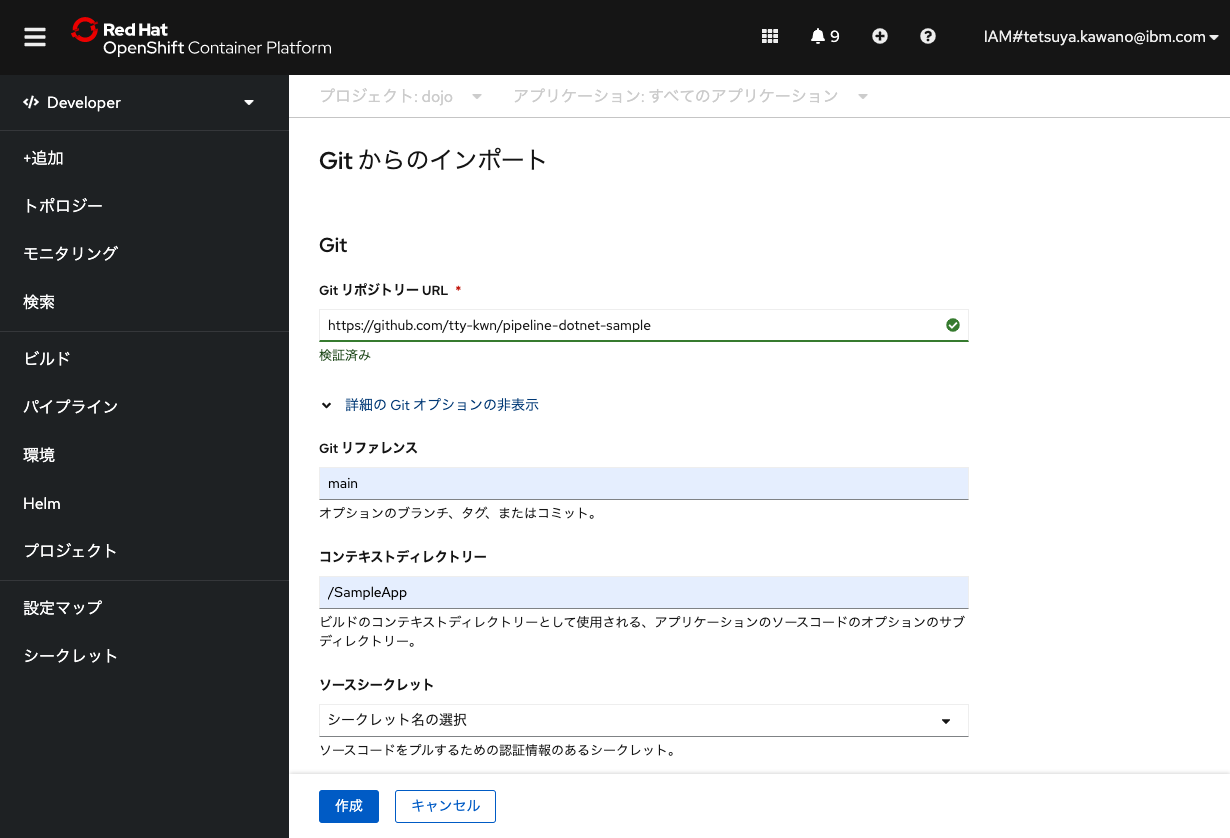 Red Hat
OpenShift Container Platform
9
IAM#tetsuya.kawano@ibm.com
Developer
+追加
トポロジー
モニタリング
検索
ビルド
パイプライン
環境
Helm
プロジェクト
設定マップ
シークレット
プロジェクト: dojo
アプリケーション: すべてのアプリケーション
Git からのインポート
Git
Git リポジトリー URL *
https://github.com/tty-kwn/pipeline-dotnet-sample
検証済み
詳細の Git オプションの非表示
Git リファレンス
main
オプションのブランチ、タグ、またはコミット。
コンテキストディレクトリー
/SampleApp
ビルドのコンテキストディレクトリーとして使用される、アプリケーションのソースコードのオプションのサブ
ディレクトリー。
ソースシークレット
シークレット名の選択
ソースコードをプルするための認証情報のあるシークレット。
作成
キャンセル